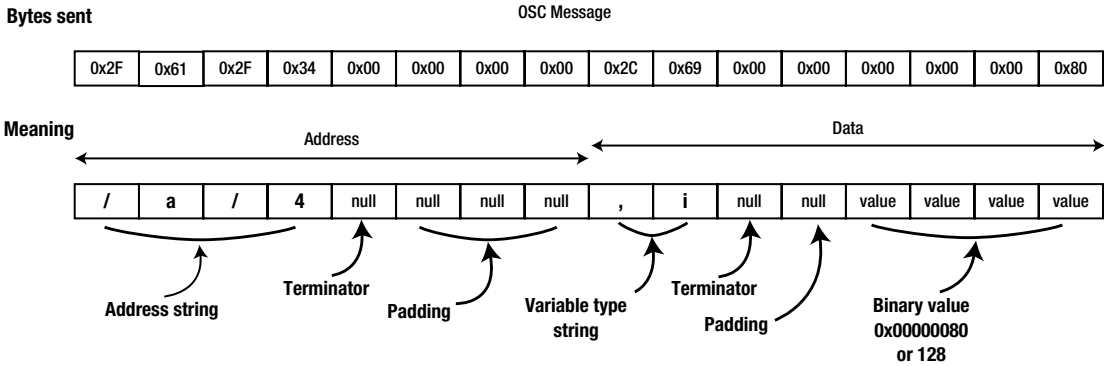 Bytes sent
OSC Message
0x2F 0x61 0x2F 0x34 0x00 0x00 0x00 0x00 0x2C 0x69 0x00 0x00 0x00 0x00 0x00 0x80
Meaning
Address
Data
/ a / 4 null null null null , i null null value value value value
Address string
Terminator
Padding
Variable type
string
Terminator
Padding
Binary value
0x00000080
or 128